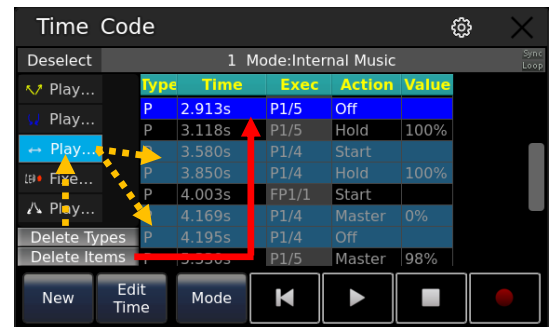 Time Code
Deselect 1 Mode:Internal Music Sync Loop
Type Time Exec Action Value
Play...
Play...
Play...
Fixe...
Play...
P 2.913s P1/5 Off
P 3.118s P1/5 Hold 100%
P 3.580s P1/4 Start
3.850s P1/4 Hold 100%
P 4.003s FP1/1 Start
4.169s P1/4 Master 0%
P 4.195s P1/4 Off
P1/5 Master 98%
Delete Types
Delete Items
New Edit Time Mode